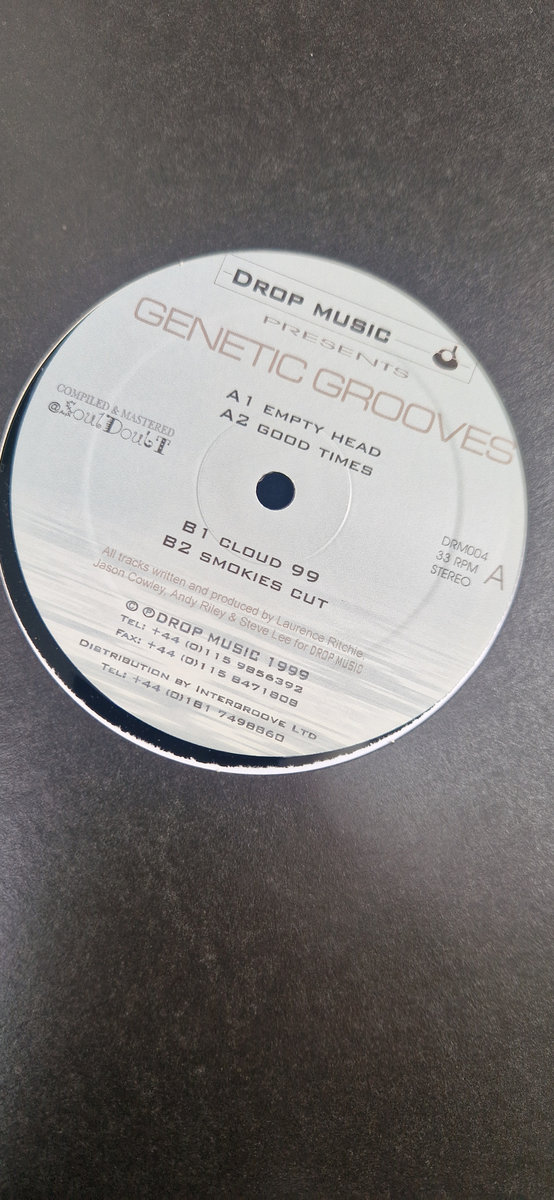 DROP MUSIC
PRESENTS
GENETIC GROOVES
A1 EMPTY HEAD
A2 GOOD TIMES
COMPILED & MASTERED
@SoulDoubT
B1 CLOUD 99
B2 SMOKIES CUT
DRM004
33 RPM
STEREO
A
All tracks written and produced by Laurence Ritchie
Jason Cowley, Andy Riley & Steve Lee for DROP MUSIC
© ℗ DROP MUSIC 1999
TEL: +44 (0)115 9856392
FAX: +44 (0)115 8471808
DISTRIBUTION BY INTERGROOVE LTD
TEL: +44 (0)181 7498860